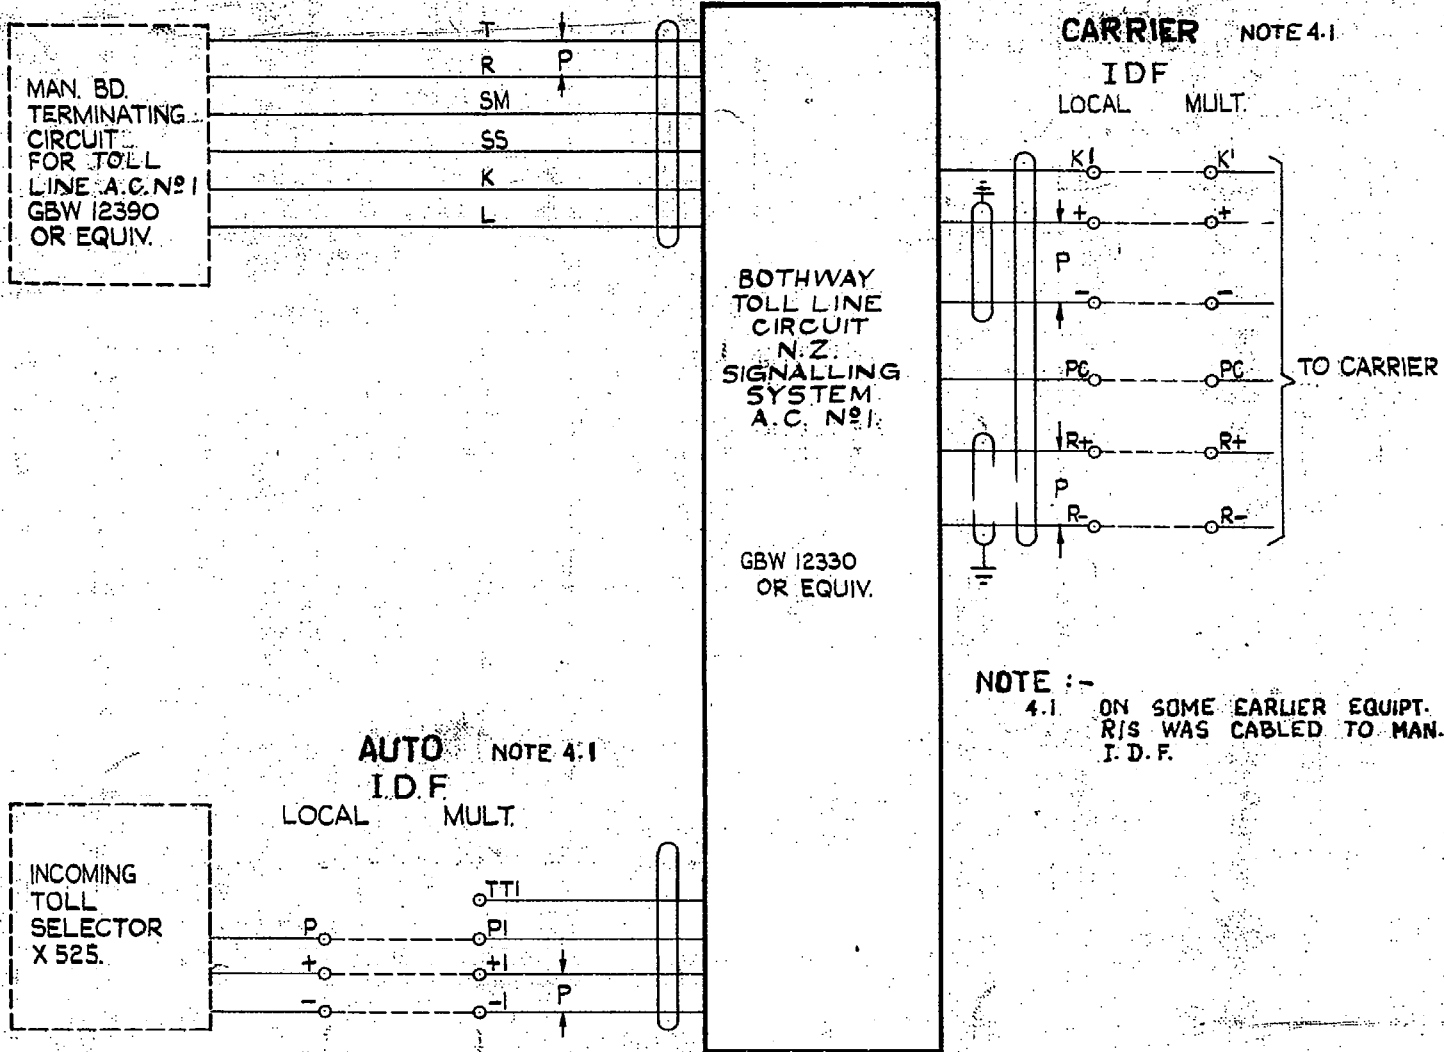 MAN. BD.
TERMINATING
CIRCUIT
FOR TOLL
LINE A.C. Nº 1
GBW 12390
OR EQUIV.
T
R
P
SM
SS
K
L
BOTHWAY
TOLL LINE
CIRCUIT
N.Z.
SIGNALLING
SYSTEM
A.C. Nº 1.
GBW 12330
OR EQUIV.
CARRIER NOTE 4.1
IDF
LOCAL MULT.
K1 K1
+ +
P
- -
PC PC
TO CARRIER
R+ R+
P
R- R-
NOTE :-
4.1 ON SOME EARLIER EQUIPT.
R/S WAS CABLED TO MAN.
I.D.F.
AUTO NOTE 4.1
I.D.F.
LOCAL MULT.
INCOMING
TOLL
SELECTOR
X 525.
TT1
P P1
+ +1
P
- -1